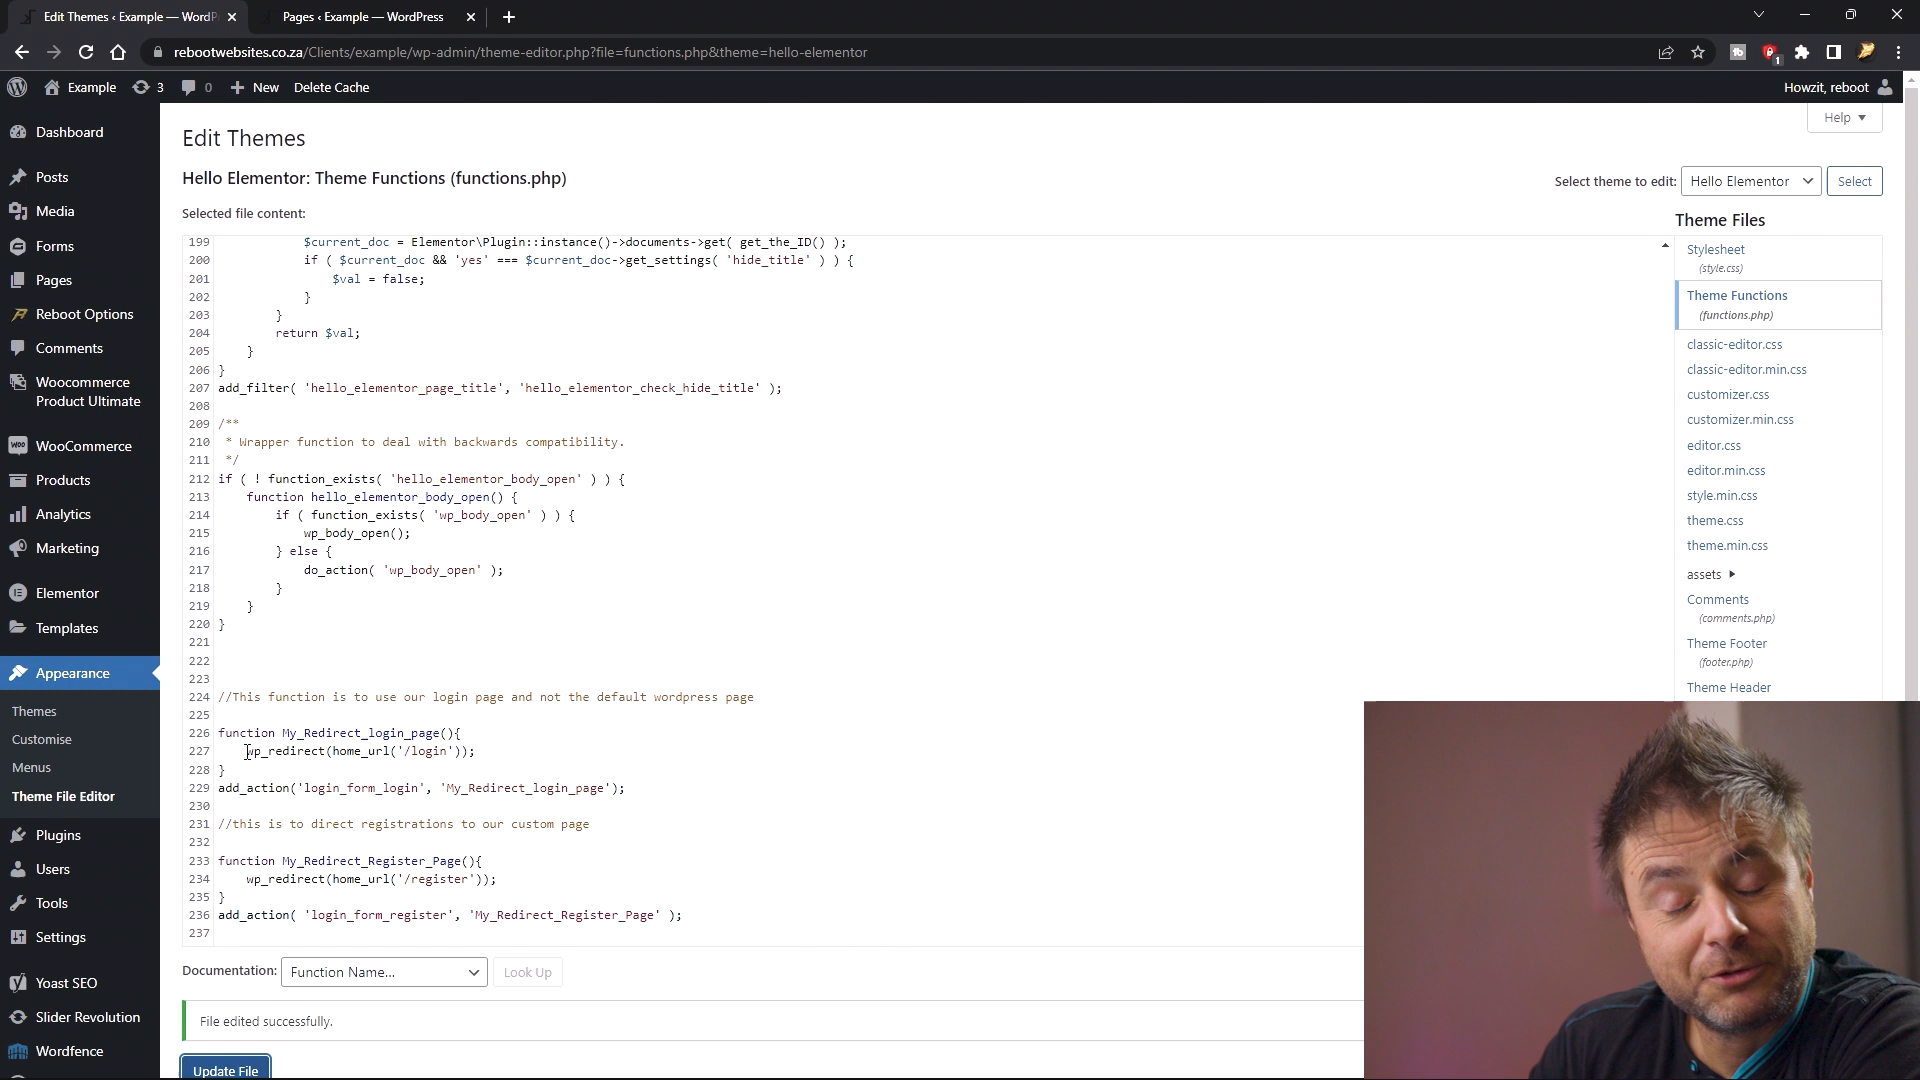 Edit Themes ‹ Example — WordP
Pages ‹ Example — WordPress
rebootwebsites.co.za/Clients/example/wp-admin/theme-editor.php?file=functions.php&theme=hello-elementor
1
Example
3
0
New
Delete Cache
Howzit, reboot
Dashboard
Posts
Media
Forms
Pages
Reboot Options
Comments
Woocommerce
Product Ultimate
WooCommerce
Products
Analytics
Marketing
Elementor
Templates
Appearance
Themes
Customise
Menus
Theme File Editor
Plugins
Users
Tools
Settings
Yoast SEO
Slider Revolution
Wordfence
Help
Edit Themes
Hello Elementor: Theme Functions (functions.php)
Select theme to edit:
Hello Elementor
Select
Selected file content:
199 $current_doc = Elementor\Plugin::instance()->documents->get( get_the_ID() );
200 if ( $current_doc && 'yes' === $current_doc->get_settings( 'hide_title' ) ) {
201 $val = false;
202 }
203 }
204 return $val;
205 }
206 }
207 add_filter( 'hello_elementor_page_title', 'hello_elementor_check_hide_title' );
208
209 /**
210 * Wrapper function to deal with backwards compatibility.
211 */
212 if ( ! function_exists( 'hello_elementor_body_open' ) ) {
213 function hello_elementor_body_open() {
214 if ( function_exists( 'wp_body_open' ) ) {
215 wp_body_open();
216 } else {
217 do_action( 'wp_body_open' );
218 }
219 }
220 }
221
222
223
224 //This function is to use our login page and not the default wordpress page
225
226 function My_Redirect_login_page(){
227 wp_redirect(home_url('/login'));
228 }
229 add_action('login_form_login', 'My_Redirect_login_page');
230
231 //this is to direct registrations to our custom page
232
233 function My_Redirect_Register_Page(){
234 wp_redirect(home_url('/register'));
235 }
236 add_action( 'login_form_register', 'My_Redirect_Register_Page' );
237
Documentation:
Function Name...
Look Up
File edited successfully.
Update File
Theme Files
Stylesheet
(style.css)
Theme Functions
(functions.php)
classic-editor.css
classic-editor.min.css
customizer.css
customizer.min.css
editor.css
editor.min.css
style.min.css
theme.css
theme.min.css
assets
Comments
(comments.php)
Theme Footer
(footer.php)
Theme Header